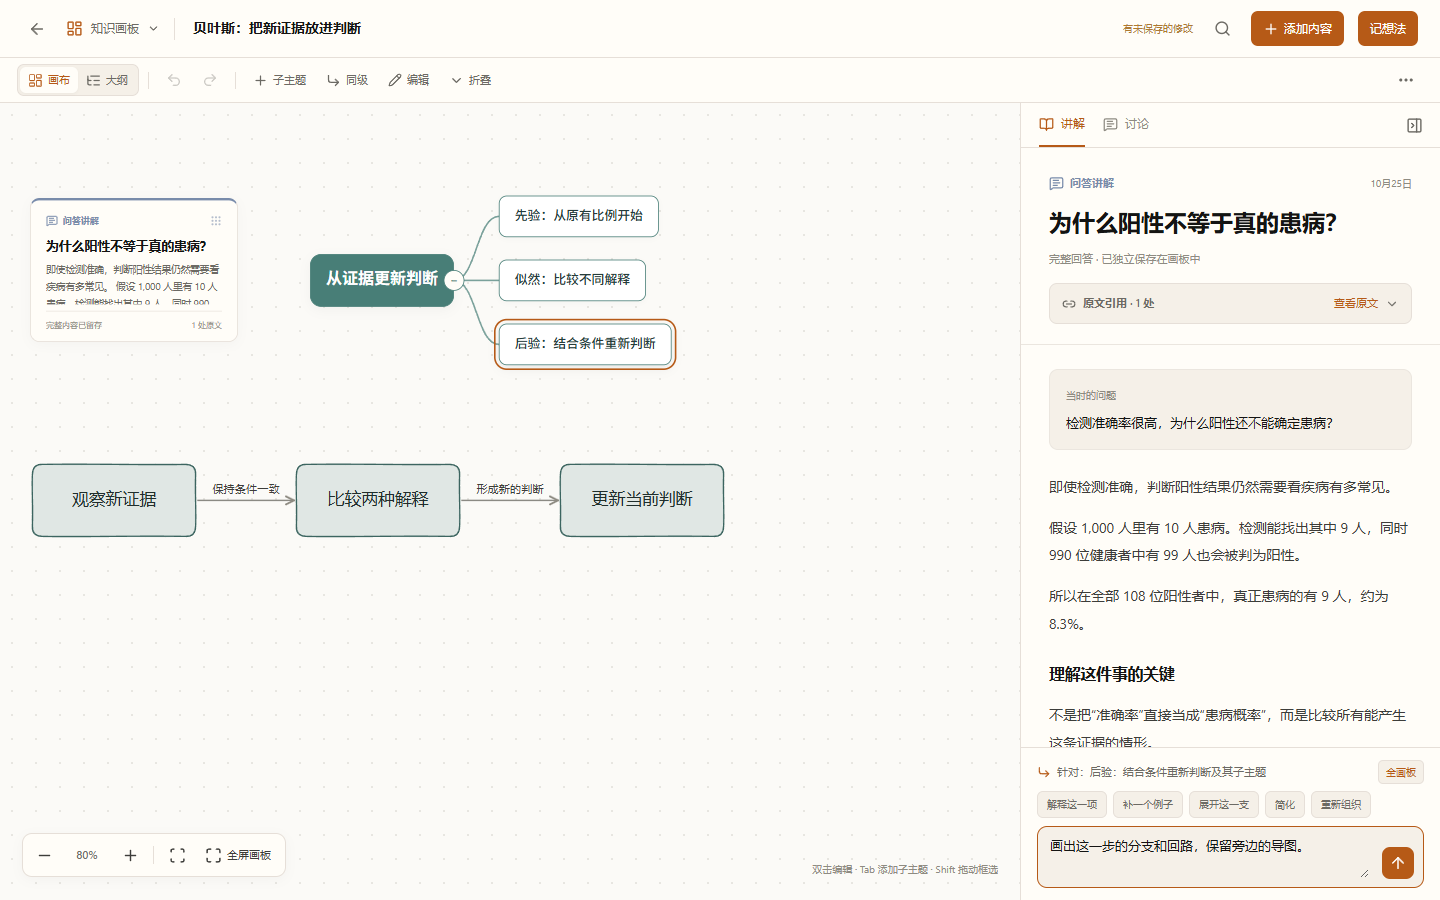 知识画板
贝叶斯：把新证据放进判断
有未保存的修改
添加内容
记想法
画布
大纲
子主题
同级
编辑
折叠
问答讲解
为什么阳性不等于真的患病？
即使检测准确，判断阳性结果仍然需要看
疾病有多常见。 假设 1,000 人里有 10 人
患病。检测能找出其中 9 人，同时 990
完整内容已留存
1 处原文
从证据更新判断
先验：从原有比例开始
似然：比较不同解释
后验：结合条件重新判断
观察新证据
保持条件一致
比较两种解释
形成新的判断
更新当前判断
80%
全屏画板
双击编辑 · Tab 添加子主题 · Shift 拖动框选
讲解
讨论
问答讲解
10月25日
为什么阳性不等于真的患病？
完整回答 · 已独立保存在画板中
原文引用 · 1 处
查看原文
当时的问题
检测准确率很高，为什么阳性还不能确定患病？
即使检测准确，判断阳性结果仍然需要看疾病有多常见。
假设 1,000 人里有 10 人患病。检测能找出其中 9 人，同时
990 位健康者中有 99 人也会被判为阳性。
所以在全部 108 位阳性者中，真正患病的有 9 人，约为
8.3%。
理解这件事的关键
不是把“准确率”直接当成“患病概率”，而是比较所有能产生
这条证据的情形。
针对：后验：结合条件重新判断及其子主题
全画板
解释这一项
补一个例子
展开这一支
简化
重新组织
画出这一步的分支和回路，保留旁边的导图。